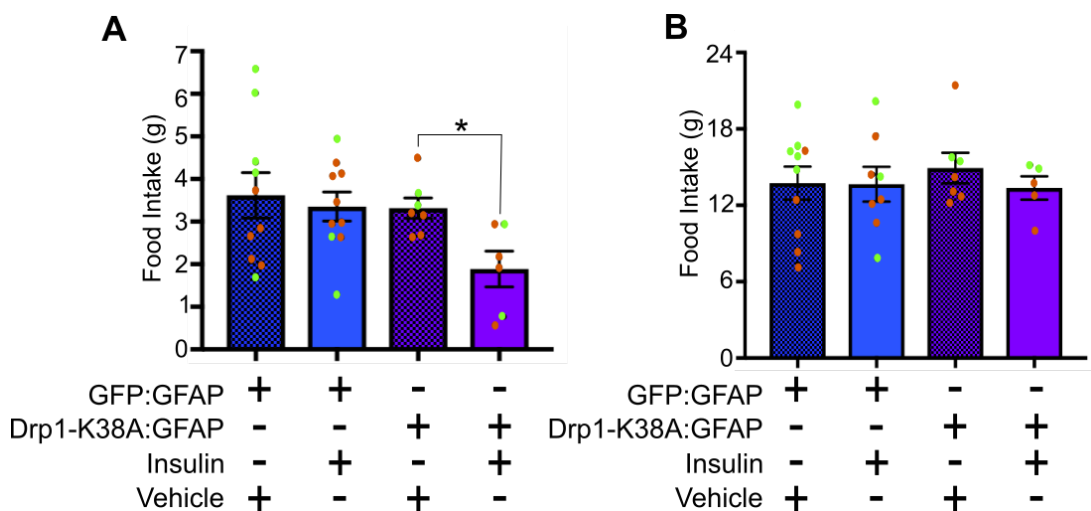 A
B
7
6
5
4
3
2
1
0
Food Intake (g)
*
24
18
12
6
0
Food Intake (g)
GFP:GFAP + + - -
Drp1-K38A:GFAP - - + +
Insulin - + - +
Vehicle + - + -
GFP:GFAP + + - -
Drp1-K38A:GFAP - - + +
Insulin - + - +
Vehicle + - + -